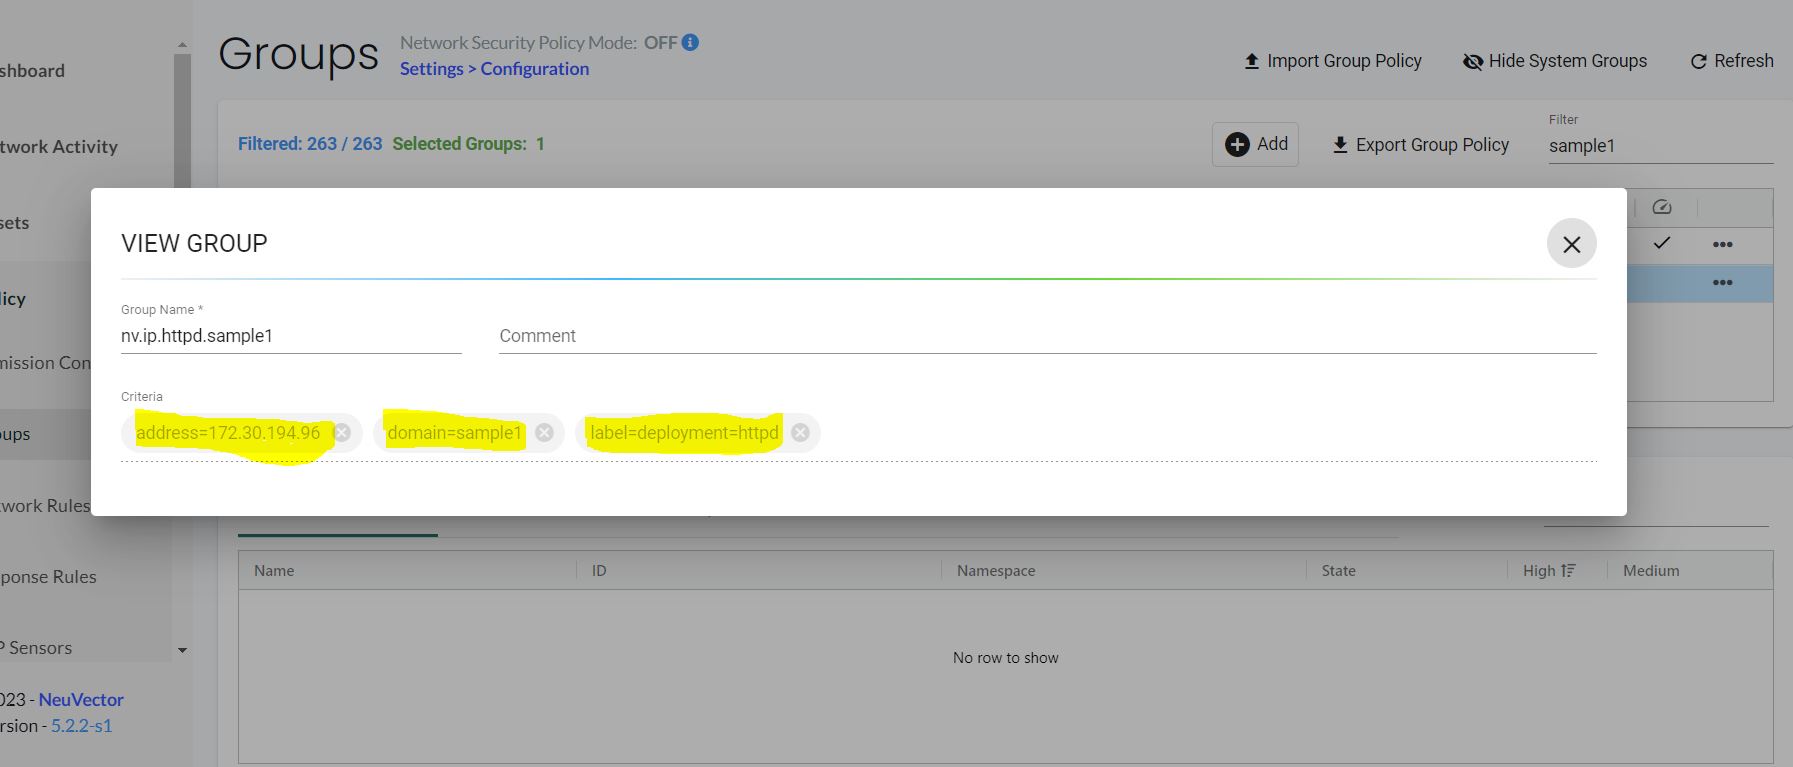 shboard
twork Activity
sets
licy
mission Con
oups
work Rules
ponse Rules
P Sensors
023 - NeuVector
rsion - 5.2.2-s1
Groups
Network Security Policy Mode: OFF
Settings > Configuration
Import Group Policy
Hide System Groups
Refresh
Filtered: 263 / 263 Selected Groups: 1
Add
Export Group Policy
Filter
sample1
VIEW GROUP
Group Name *
nv.ip.httpd.sample1
Comment
Criteria
address=172.30.194.96
domain=sample1
label=deployment=httpd
Name ID Namespace State High Medium
No row to show